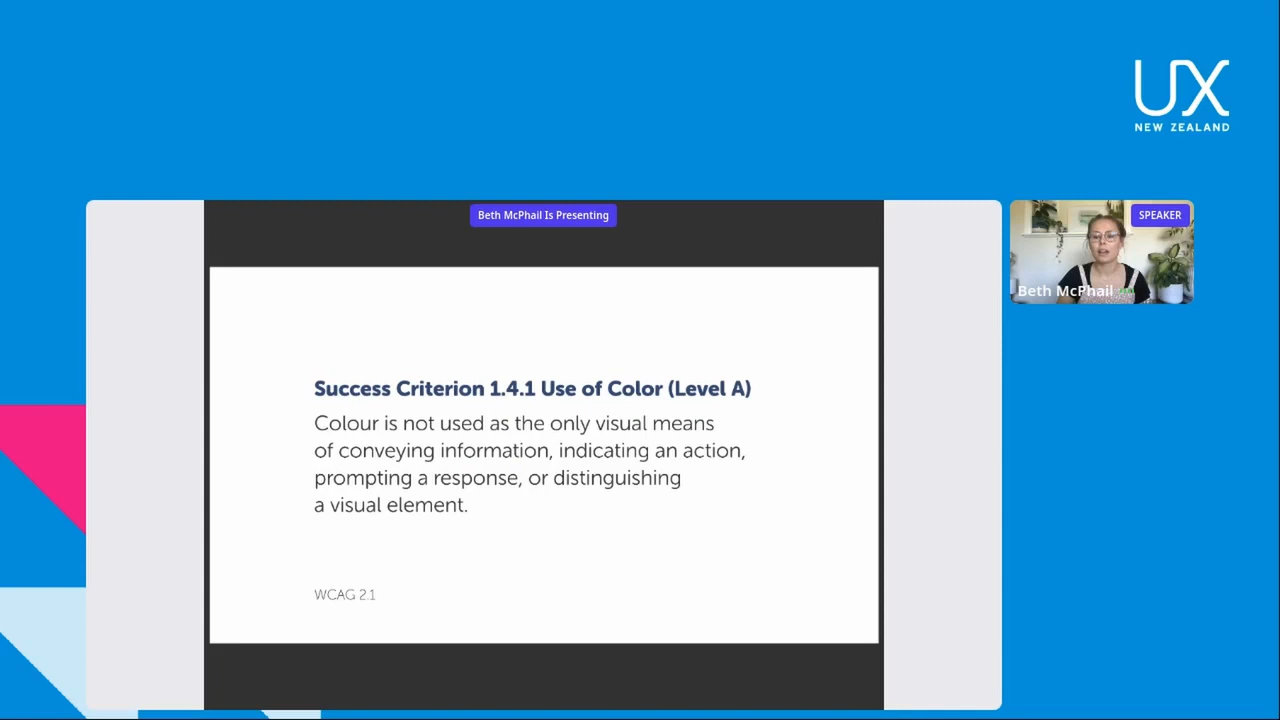 UX
NEW ZEALAND
Beth McPhail Is Presenting
SPEAKER
Beth McPhail
Success Criterion 1.4.1 Use of Color (Level A)
Colour is not used as the only visual means
of conveying information, indicating an action,
prompting a response, or distinguishing
a visual element.
WCAG 2.1